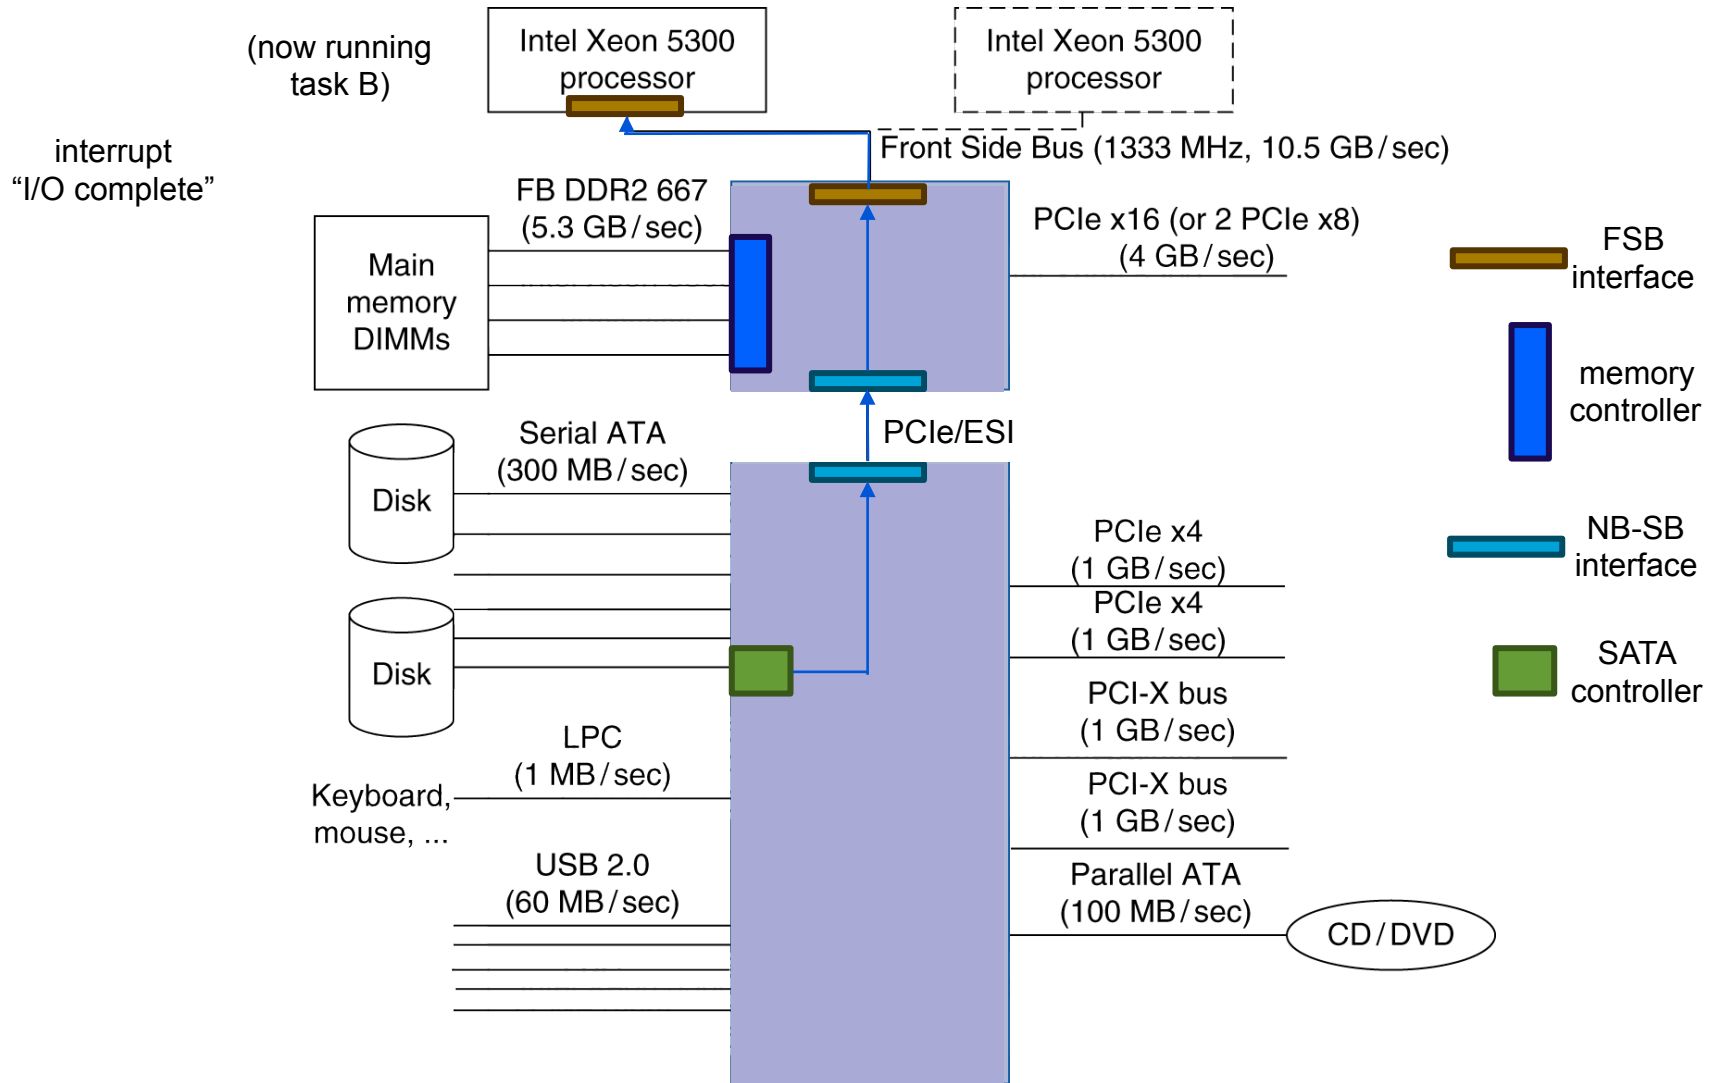 (now running
task B)
Intel Xeon 5300
processor
Intel Xeon 5300
processor
interrupt
“I/O complete”
Front Side Bus (1333 MHz, 10.5 GB/sec)
FB DDR2 667
(5.3 GB/sec)
Main
memory
DIMMs
PCIe x16 (or 2 PCIe x8)
(4 GB/sec)
FSB
interface
memory
controller
PCIe/ESI
Serial ATA
(300 MB/sec)
Disk
Disk
PCIe x4
(1 GB/sec)
PCIe x4
(1 GB/sec)
NB-SB
interface
SATA
controller
PCI-X bus
(1 GB/sec)
LPC
(1 MB/sec)
Keyboard,
mouse, ...
PCI-X bus
(1 GB/sec)
USB 2.0
(60 MB/sec)
Parallel ATA
(100 MB/sec)
CD/DVD